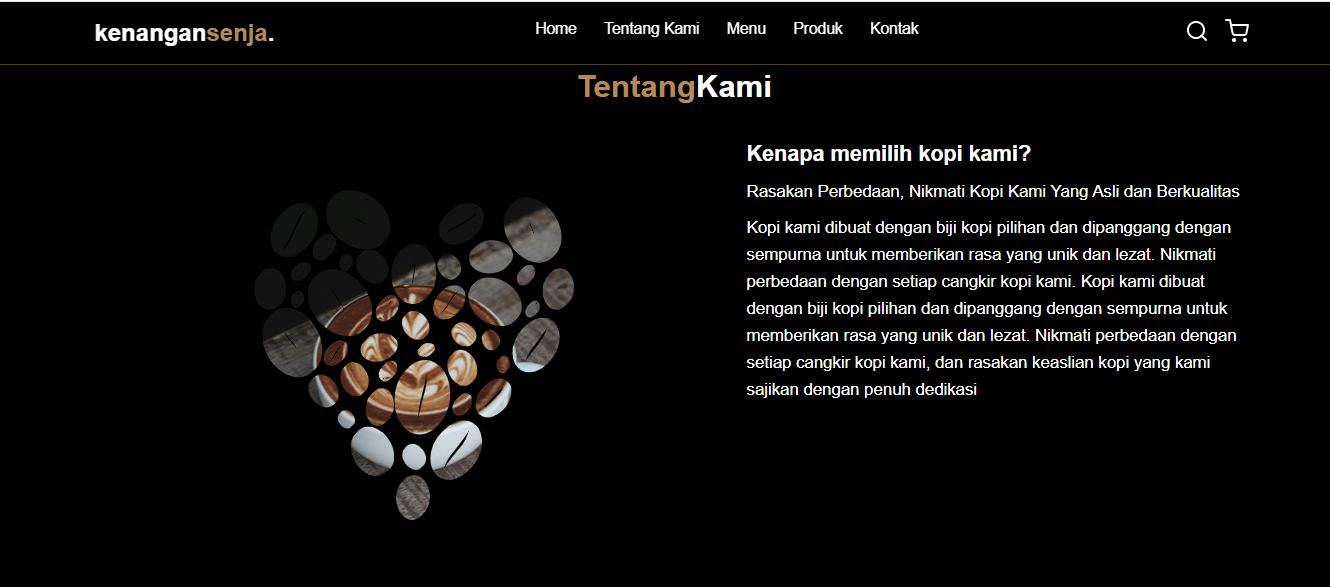 kenangansenja.
Home Tentang Kami Menu Produk Kontak
TentangKami
Kenapa memilih kopi kami?
Rasakan Perbedaan, Nikmati Kopi Kami Yang Asli dan Berkualitas
Kopi kami dibuat dengan biji kopi pilihan dan dipanggang dengan
sempurna untuk memberikan rasa yang unik dan lezat. Nikmati
perbedaan dengan setiap cangkir kopi kami. Kopi kami dibuat
dengan biji kopi pilihan dan dipanggang dengan sempurna untuk
memberikan rasa yang unik dan lezat. Nikmati perbedaan dengan
setiap cangkir kopi kami, dan rasakan keaslian kopi yang kami
sajikan dengan penuh dedikasi